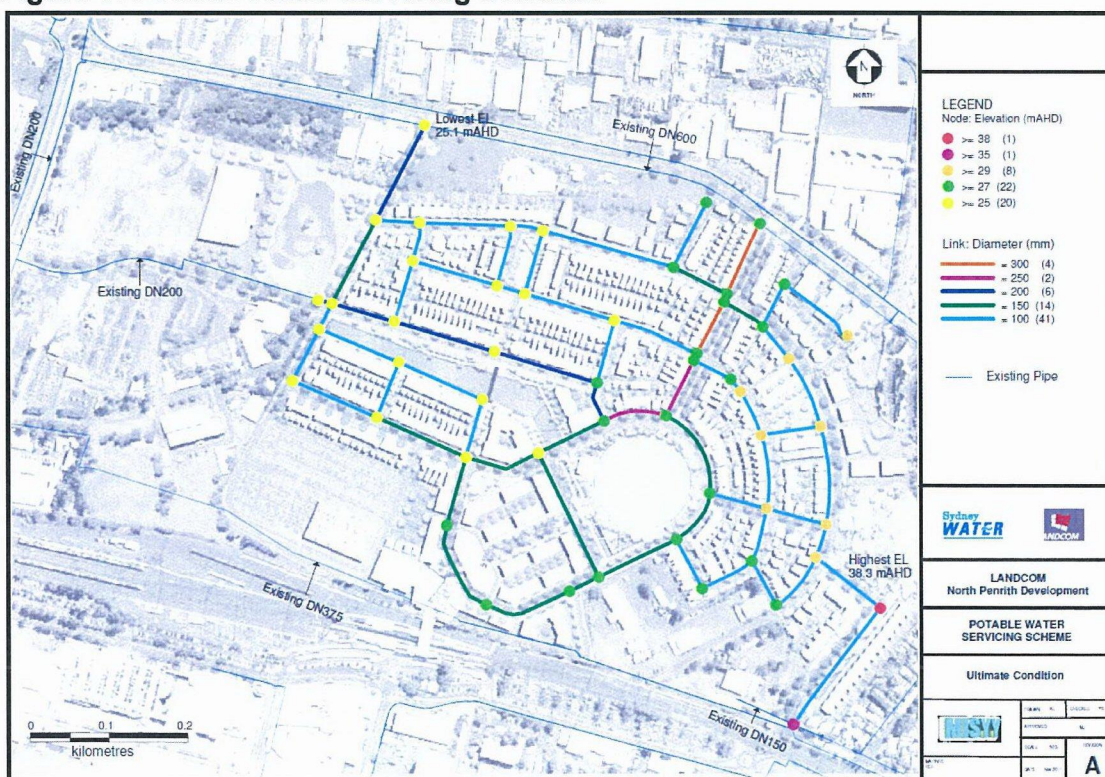 Lowest EL
25.1 mAHD
Existing DN600
Existing DN200
Existing DN200
Existing DN375
Existing DN150
Highest EL
38.3 mAHD
0 0.1 0.2
kilometres
N
NORTH
LEGEND
Node: Elevation (mAHD)
>= 38 (1)
>= 35 (1)
>= 29 (8)
>= 27 (22)
>= 25 (20)
Link: Diameter (mm)
= 300 (4)
= 250 (2)
= 200 (6)
= 150 (14)
= 100 (41)
Existing Pipe
Sydney
WATER
LANDCOM
LANDCOM
North Penrith Development
POTABLE WATER
SERVICING SCHEME
Ultimate Condition
A